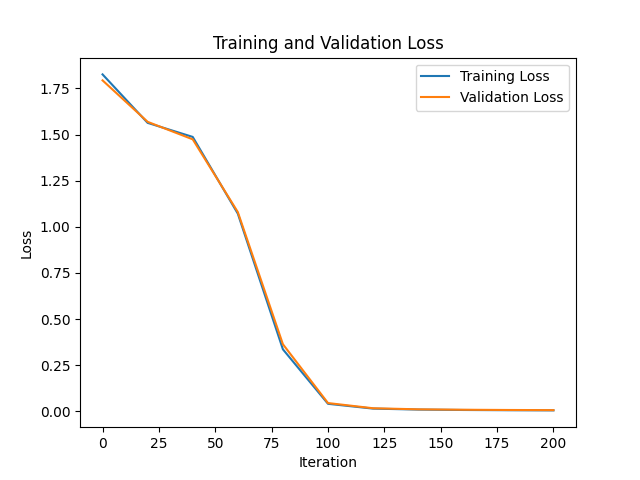 Training and Validation Loss
Training Loss
Validation Loss
1.75
1.50
1.25
1.00
0.75
0.50
0.25
0.00
Loss
0 25 50 75 100 125 150 175 200
Iteration